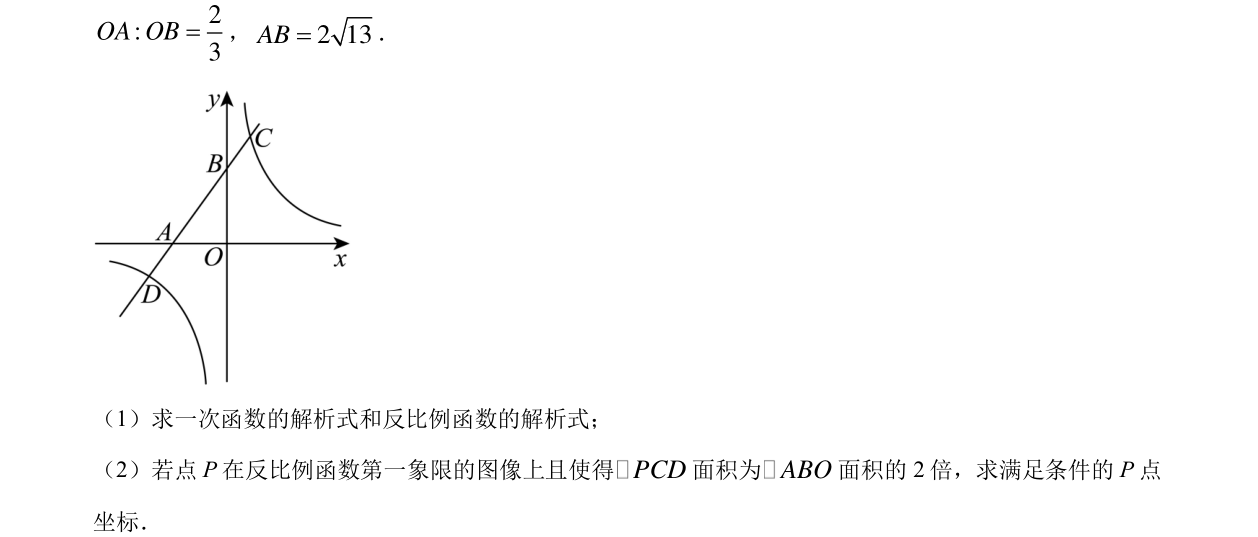 OA:OB=2/3， AB=2√13．
y
C
B
A
O
x
D
（1）求一次函数的解析式和反比例函数的解析式；
（2）若点 P 在反比例函数第一象限的图像上且使得□PCD 面积为□ABO 面积的 2 倍，求满足条件的 P 点
坐标．